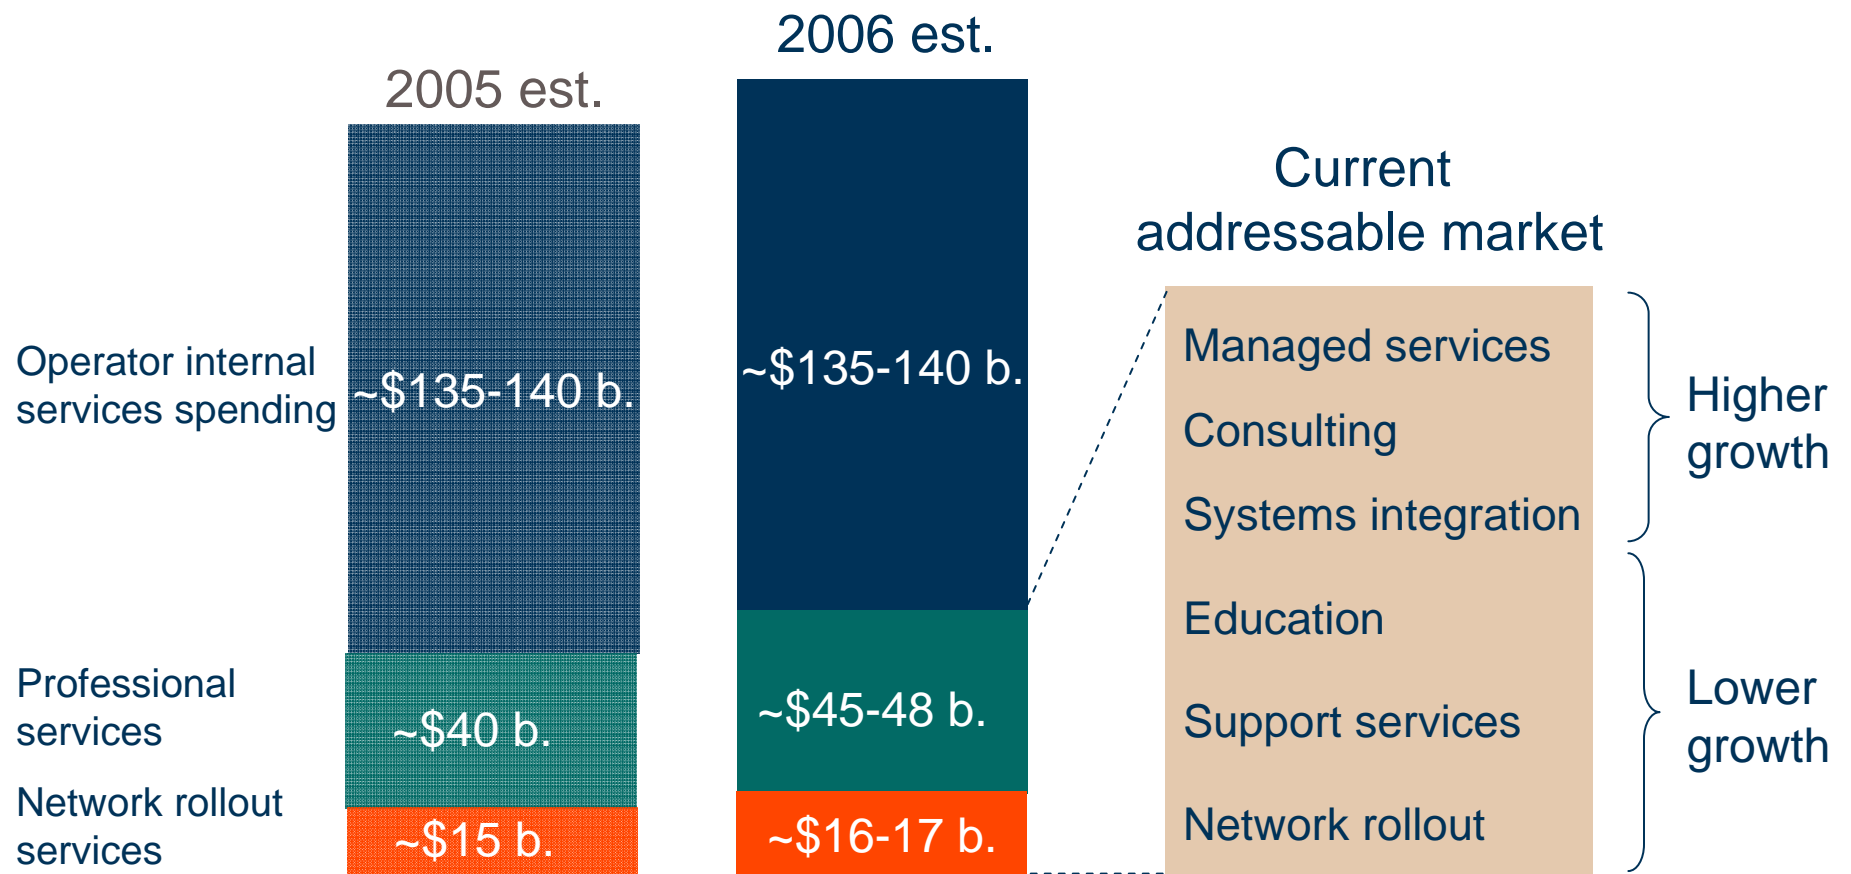 2005 est.
2006 est.
Operator internal
services spending
~$135-140 b.
~$135-140 b.
Professional
services
~$40 b.
~$45-48 b.
Network rollout
services
~$15 b.
~$16-17 b.
Current
addressable market
Managed services
Consulting
Systems integration
Education
Support services
Network rollout
Higher
growth
Lower
growth